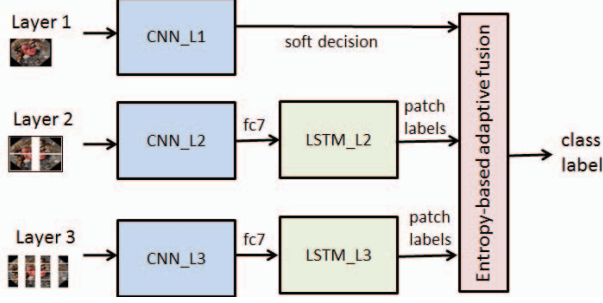 Layer 1
CNN_L1
soft decision
Layer 2
CNN_L2
fc7
LSTM_L2
patch
labels
Layer 3
CNN_L3
fc7
LSTM_L3
patch
labels
Entropy-based adaptive fusion
class
label